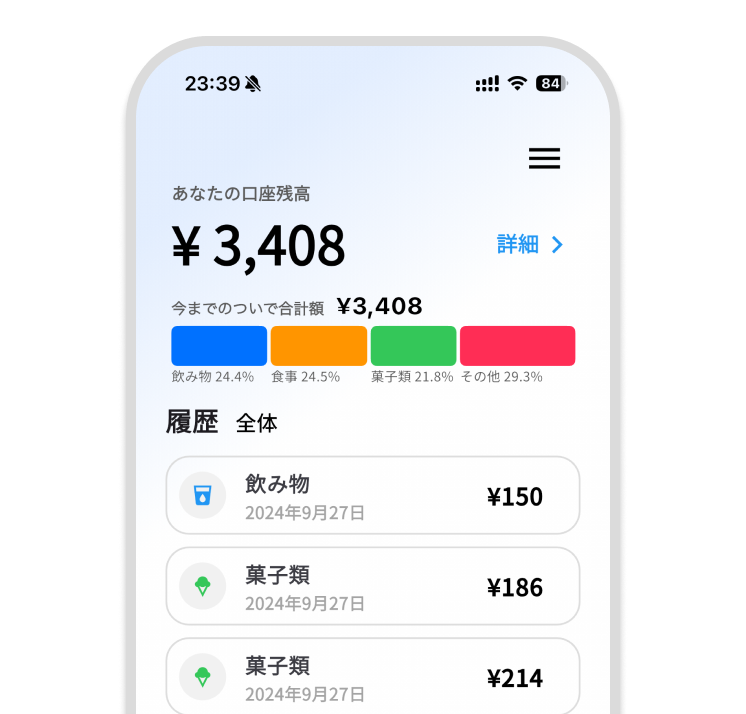 23:39 84
あなたの口座残高
¥ 3,408
詳細
今までのついで合計額 ¥3,408
飲み物 24.4% 食事 24.5% 菓子類 21.8% その他 29.3%
履歴 全体
飲み物
2024年9月27日
¥150
菓子類
2024年9月27日
¥186
菓子類
2024年9月27日
¥214